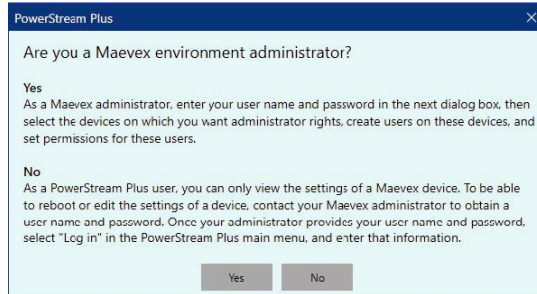 PowerStream Plus
Are you a Maevex environment administrator?
Yes
As a Maevex administrator, enter your user name and password in the next dialog box, then
select the devices on which you want administrator rights, create users on these devices, and
set permissions for these users.
No
As a PowerStream Plus user, you can only view the settings of a Maevex device. To be able
to reboot or edit the settings of a device, contact your Maevex administrator to obtain a
user name and password. Once your administrator provides your user name and password,
select "Log in" in the PowerStream Plus main menu, and enter that information.
Yes No